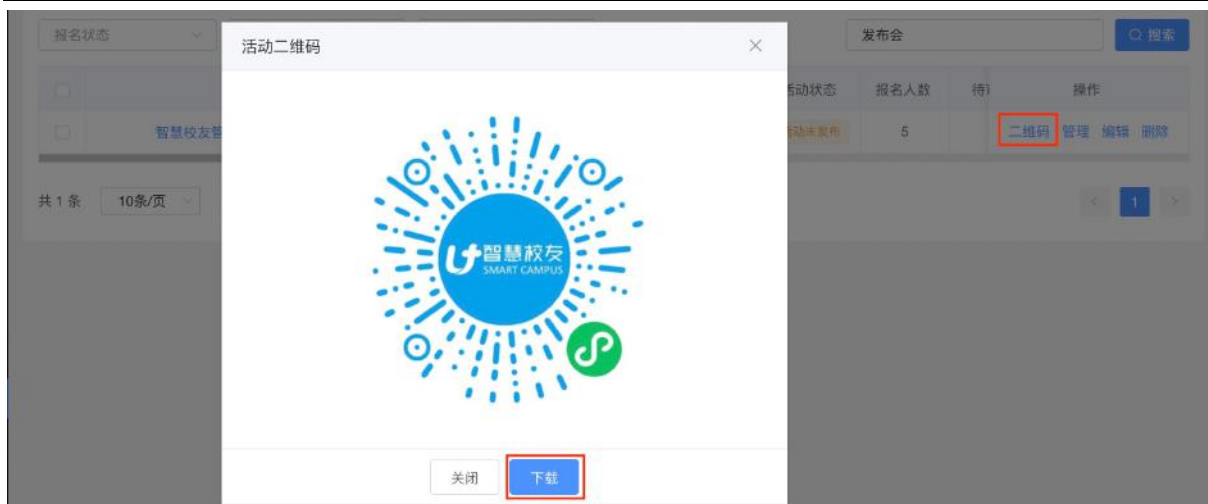 报名状态
活动二维码
发布会
搜索
活动状态 报名人数 操作
智慧校友 活动未发布 5 二维码 管理 编辑 删除
共 1 条 10条/页 1
智慧校友
SMART CAMPUS
关闭 下载